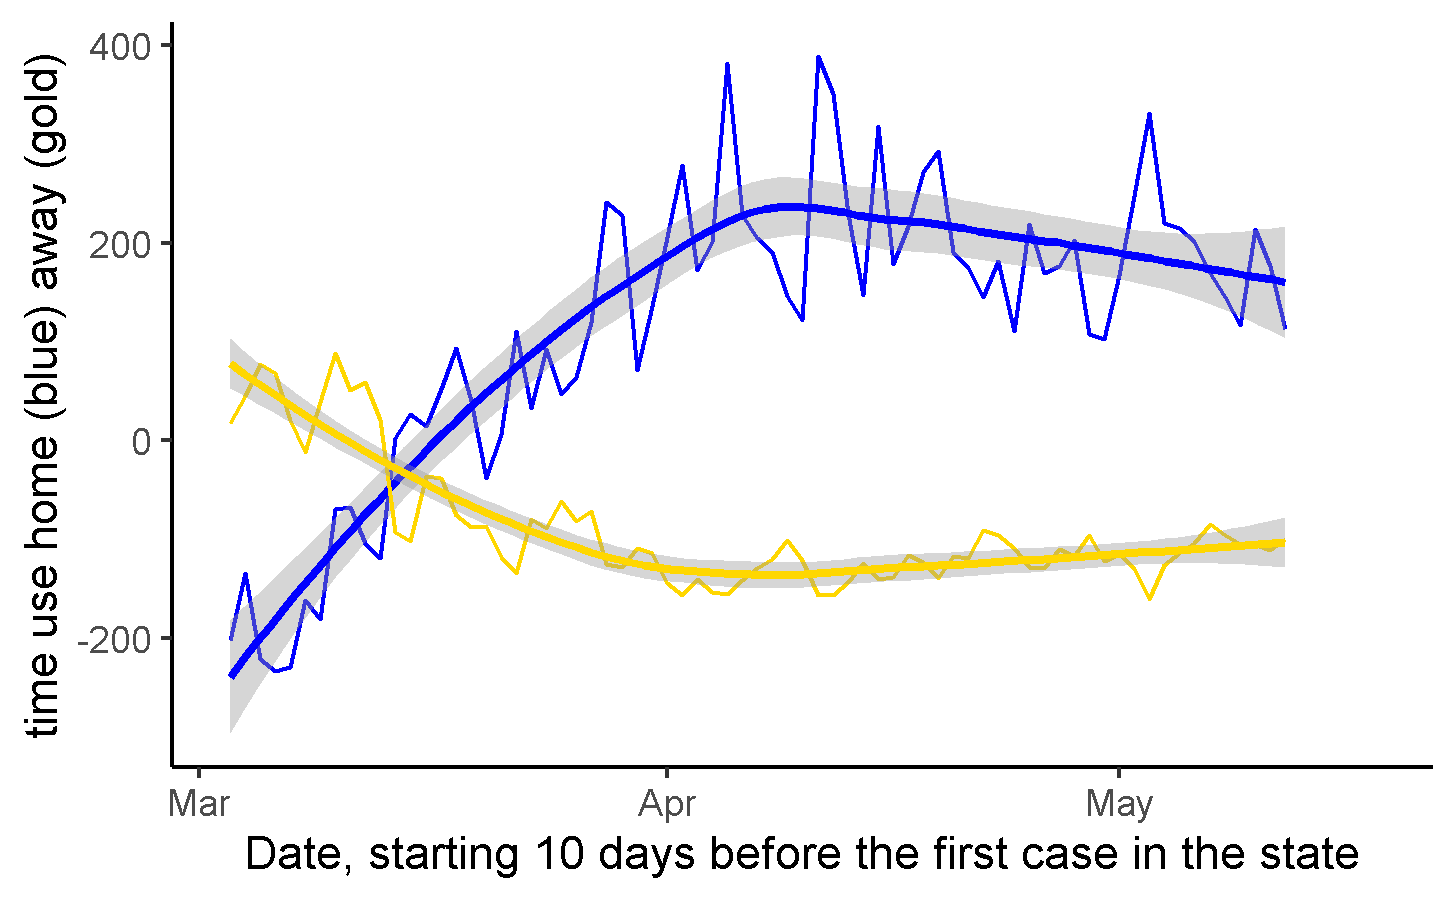 time use home (blue) away (gold)
400
200
0
-200
Mar
Apr
May
Date, starting 10 days before the first case in the state